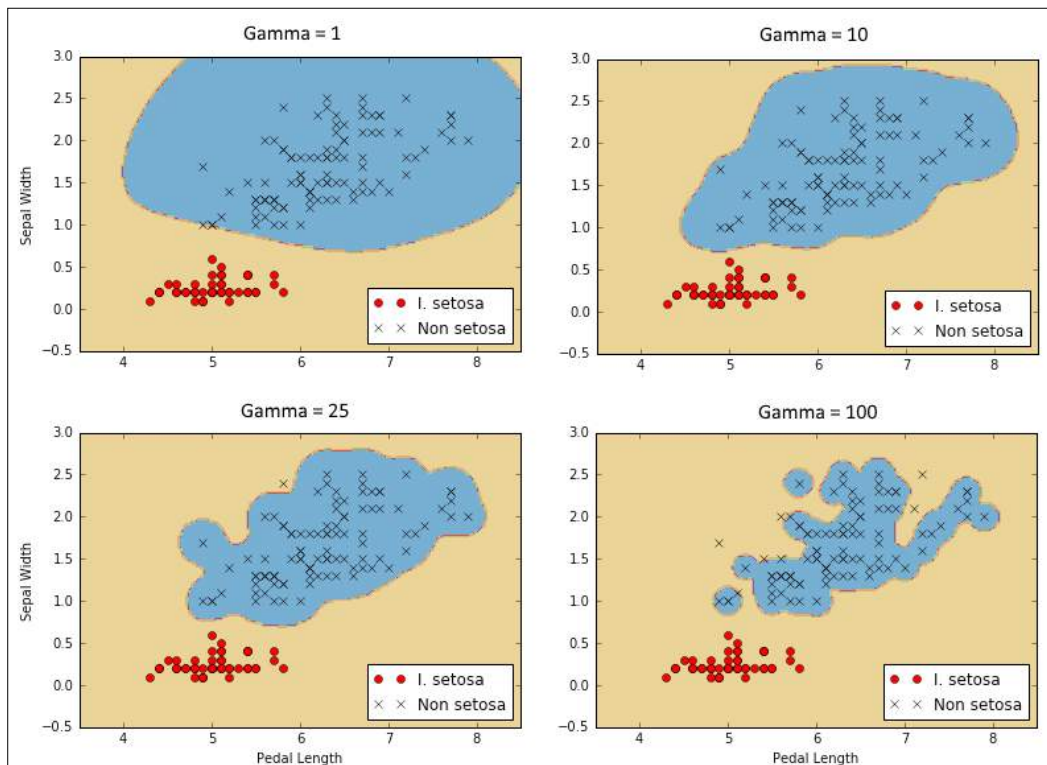 Gamma = 1
Gamma = 10
3.0
2.5
2.0
1.5
1.0
0.5
0.0
−0.5
Sepal Width
4 5 6 7 8
I. setosa
Non setosa
3.0
2.5
2.0
1.5
1.0
0.5
0.0
−0.5
4 5 6 7 8
I. setosa
Non setosa
Gamma = 25
Gamma = 100
3.0
2.5
2.0
1.5
1.0
0.5
0.0
−0.5
Sepal Width
4 5 6 7 8
Pedal Length
I. setosa
Non setosa
3.0
2.5
2.0
1.5
1.0
0.5
0.0
−0.5
4 5 6 7 8
Pedal Length
I. setosa
Non setosa